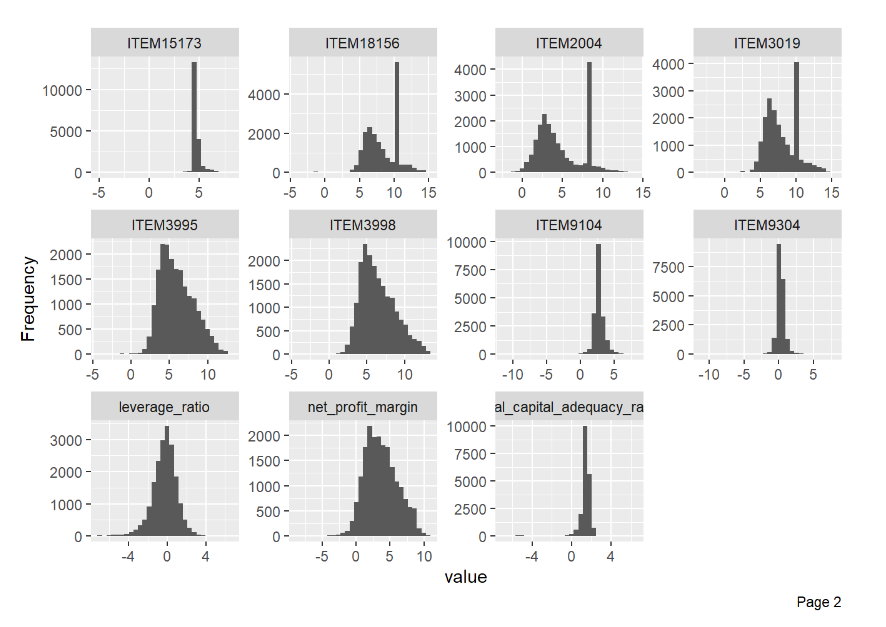 ITEM15173 ITEM18156 ITEM2004 ITEM3019
10000
5000
0
-5 0 5
4000
2000
0
-5 0 5 10 15
4000
3000
2000
1000
0
0 5 10 15
4000
3000
2000
1000
0
0 5 10 15
ITEM3995 ITEM3998 ITEM9104 ITEM9304
2000
1500
1000
500
0
-5 0 5 10
2000
1500
1000
500
0
-5 0 5 10
10000
7500
5000
2500
0
-10 -5 0 5
7500
5000
2500
0
-10 -5 0 5
leverage_ratio net_profit_margin al_capital_adequacy_ra
3000
2000
1000
0
-4 0 4
2000
1500
1000
500
0
-5 0 5 10
10000
7500
5000
2500
0
-4 0 4
Frequency
value
Page 2